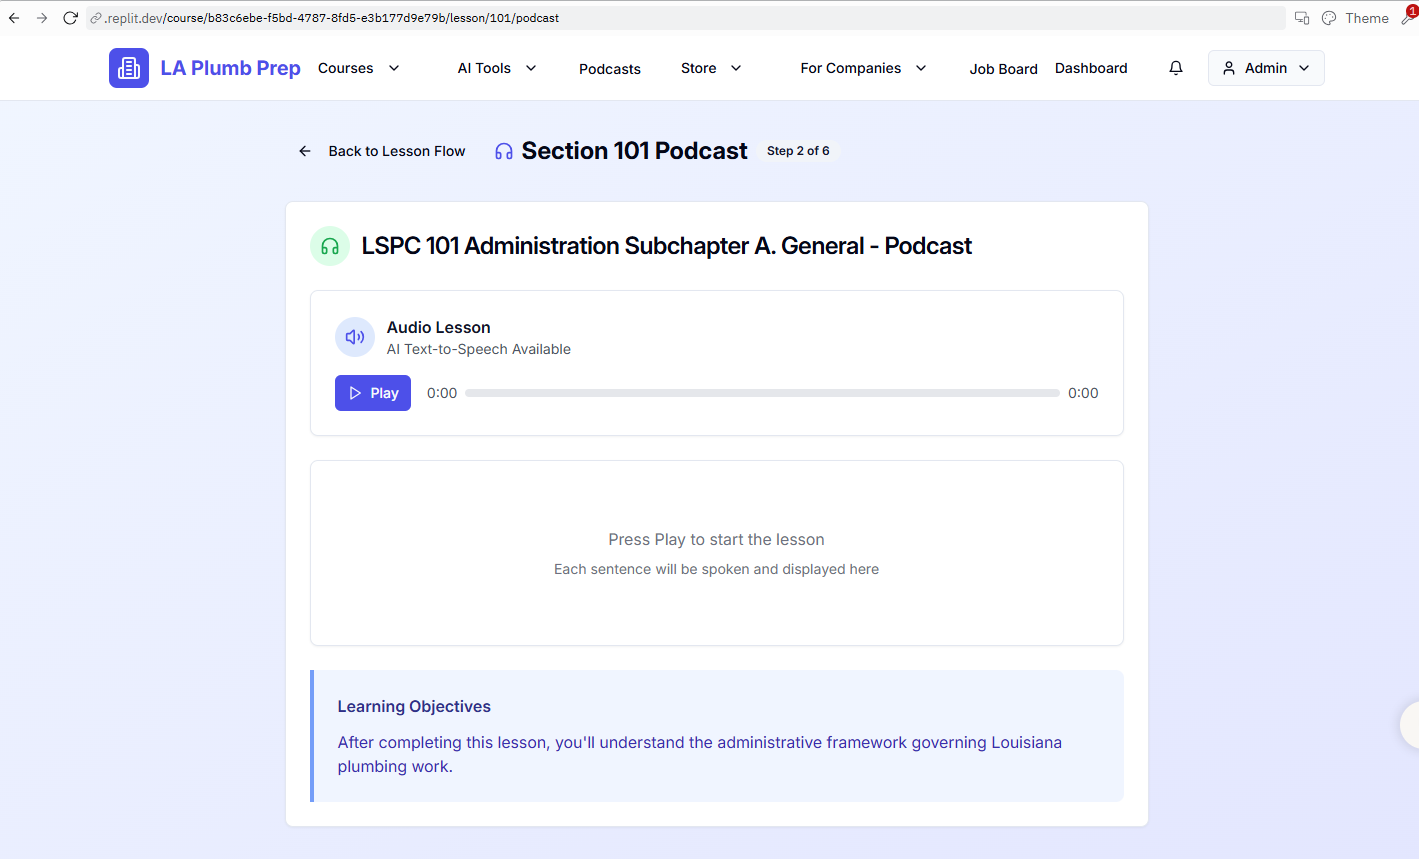 .replit.dev/course/b83c6ebe-f5bd-4787-8fd5-e3b177d9e79b/lesson/101/podcast
Theme
1
LA Plumb Prep
Courses
AI Tools
Podcasts
Store
For Companies
Job Board
Dashboard
Admin
Back to Lesson Flow
Section 101 Podcast
Step 2 of 6
LSPC 101 Administration Subchapter A. General - Podcast
Audio Lesson
AI Text-to-Speech Available
Play
0:00
0:00
Press Play to start the lesson
Each sentence will be spoken and displayed here
Learning Objectives
After completing this lesson, you'll understand the administrative framework governing Louisiana
plumbing work.